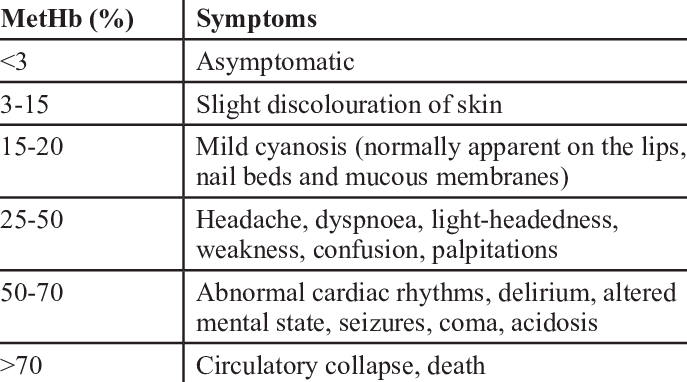 MetHb (%) Symptoms
<3 Asymptomatic
3-15 Slight discolouration of skin
15-20 Mild cyanosis (normally apparent on the lips,
nail beds and mucous membranes)
25-50 Headache, dyspnoea, light-headedness,
weakness, confusion, palpitations
50-70 Abnormal cardiac rhythms, delirium, altered
mental state, seizures, coma, acidosis
>70 Circulatory collapse, death